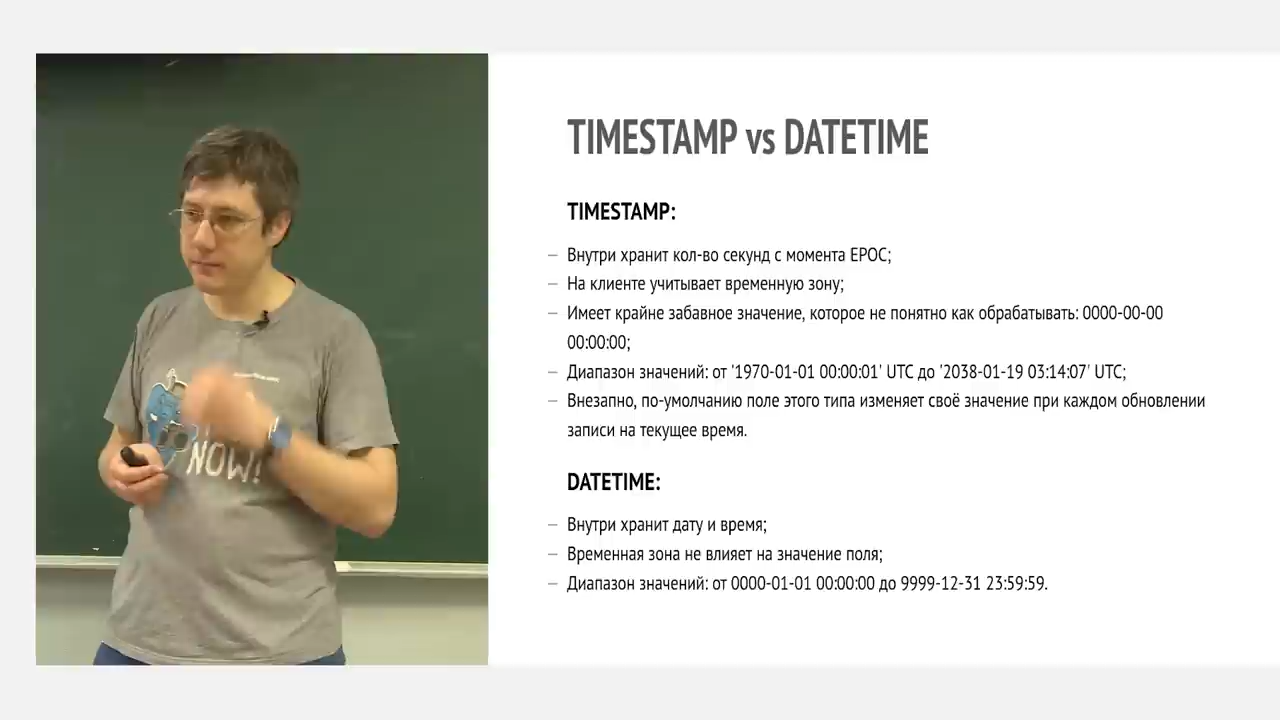 TIMESTAMP vs DATETIME
TIMESTAMP:
– Внутри хранит кол-во секунд с момента EPOC;
– На клиенте учитывает временную зону;
– Имеет крайне забавное значение, которое не понятно как обрабатывать: 0000-00-00
00:00:00;
– Диапазон значений: от '1970-01-01 00:00:01' UTC до '2038-01-19 03:14:07' UTC;
– Внезапно, по-умолчанию поле этого типа изменяет своё значение при каждом обновлении
записи на текущее время.
DATETIME:
– Внутри хранит дату и время;
– Временная зона не влияет на значение поля;
– Диапазон значений: от 0000-01-01 00:00:00 до 9999-12-31 23:59:59.
NOW!